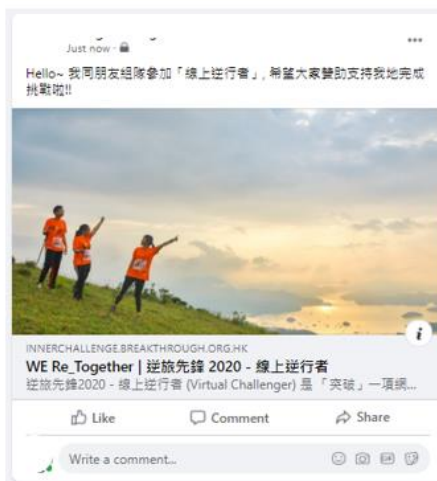 Just now ·
Hello~ 我同朋友組隊參加「線上逆行者」, 希望大家贊助支持我地完成
挑戰啦!!
i
INNERCHALLENGE.BREAKTHROUGH.ORG.HK
WE Re_Together | 逆旅先鋒 2020 - 線上逆行者
逆旅先鋒2020 - 線上逆行者 (Virtual Challenger) 是 「突破」一項網...
Like Comment Share
Write a comment...
GIF